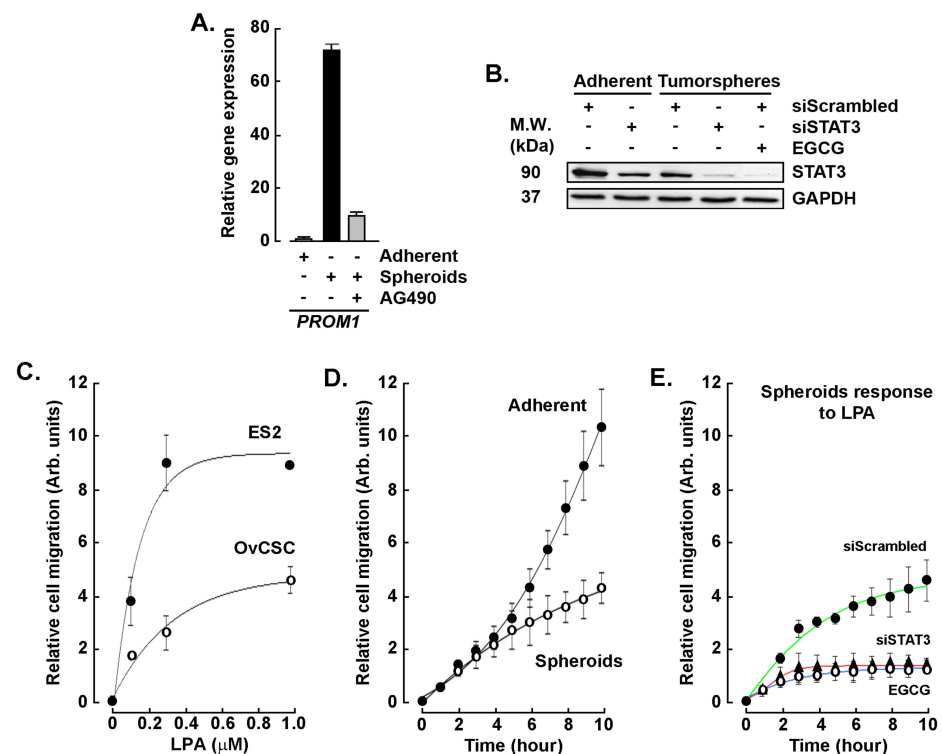 A.
Relative gene expression
80
60
40
20
0
+ - - Adherent
- + + Spheroids
- - + AG490
PROM1
B.
Adherent Tumorspheres
+ - + - + siScrambled
M.W. - + - + - siSTAT3
(kDa) - - - - + EGCG
90 STAT3
37 GAPDH
C.
Relative cell migration (Arb. units)
12
10
8
6
4
2
0
ES2
OvCSC
0 0.2 0.4 0.6 0.8 1.0
LPA (μM)
D.
Relative cell migration (Arb. units)
12
10
8
6
4
2
0
Adherent
Spheroids
0 2 4 6 8 10
Time (hour)
E.
Relative cell migration (Arb. units)
12
10
8
6
4
2
0
Spheroids response
to LPA
siScrambled
siSTAT3
EGCG
0 2 4 6 8 10
Time (hour)